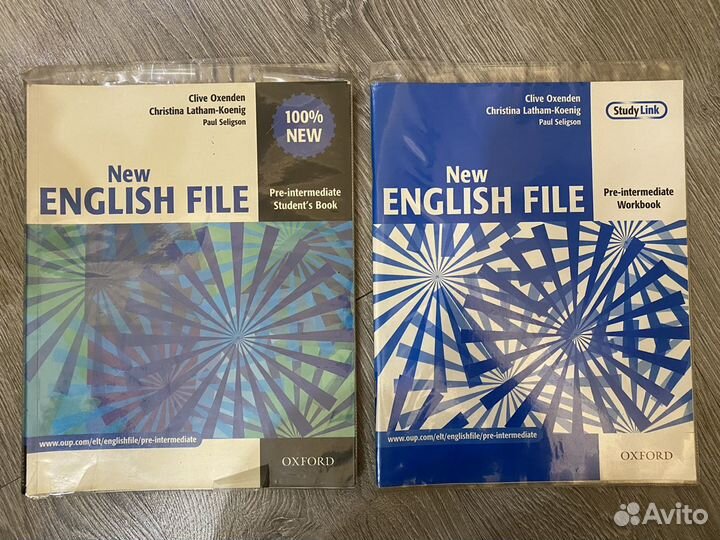 Clive Oxenden
Christina Latham-Koenig
Paul Seligson
100%
NEW
New
ENGLISH FILE
Pre-intermediate
Student's Book
www.oup.com/elt/englishfile/pre-intermediate
OXFORD
Clive Oxenden
Christina Latham-Koenig
Paul Seligson
Study Link
New
ENGLISH FILE
Pre-intermediate
Workbook
www.oup.com/elt/englishfile/pre-intermediate
OXFORD
Avito